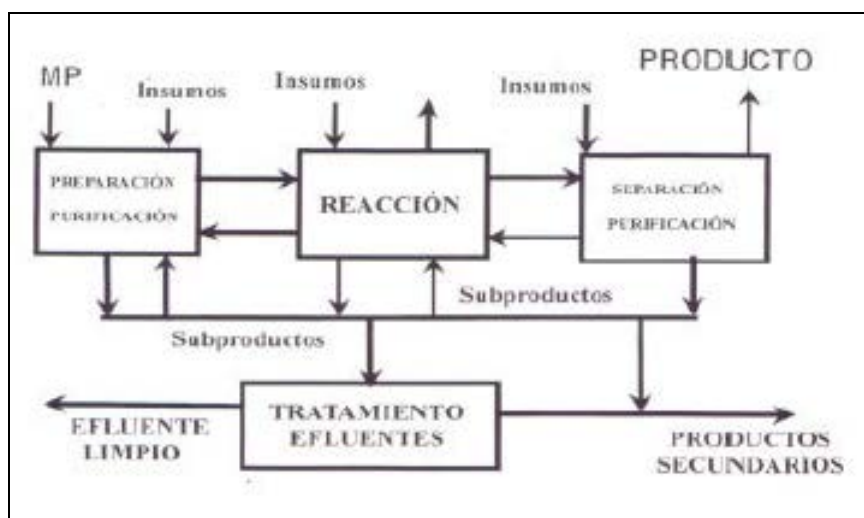 MP
Insumos
Insumos
Insumos
PRODUCTO
PREPARACIÓN
PURIFICACIÓN
REACCIÓN
SEPARACIÓN
PURIFICACIÓN
Subproductos
Subproductos
TRATAMIENTO
EFLUENTES
EFLUENTE
LIMPIO
PRODUCTOS
SECUNDARIOS